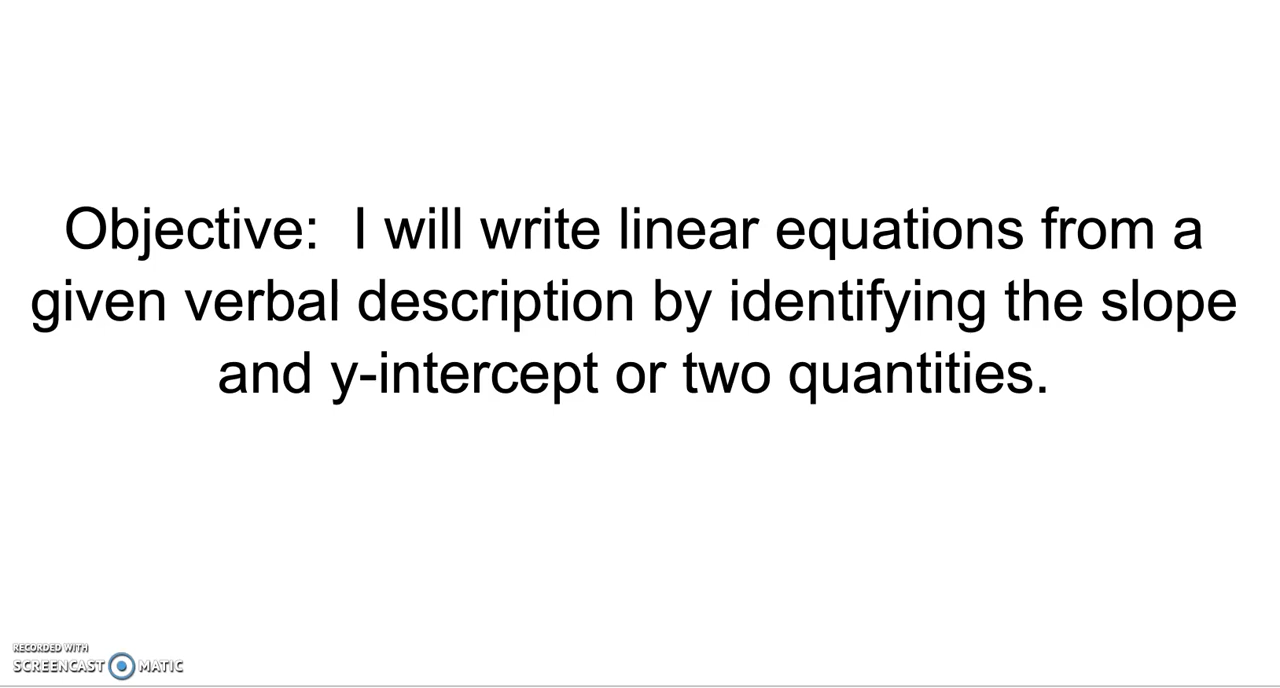 Objective:  I will write linear equations from a
given verbal description by identifying the slope
and y-intercept or two quantities.
RECORDED WITH
SCREENCAST MATIC